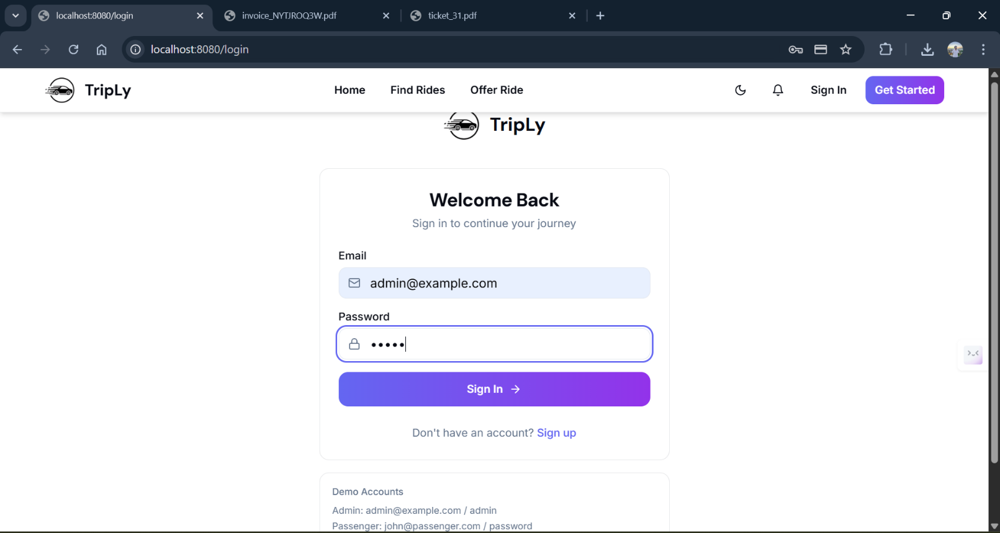 localhost:8080/login
invoice_NYTJROQ3W.pdf
ticket_31.pdf
localhost:8080/login
TripLy
Home
Find Rides
Offer Ride
Sign In
Get Started
TripLy
Welcome Back
Sign in to continue your journey
Email
admin@example.com
Password
•••••
Sign In →
Don't have an account? Sign up
Demo Accounts
Admin: admin@example.com / admin
Passenger: john@passenger.com / password